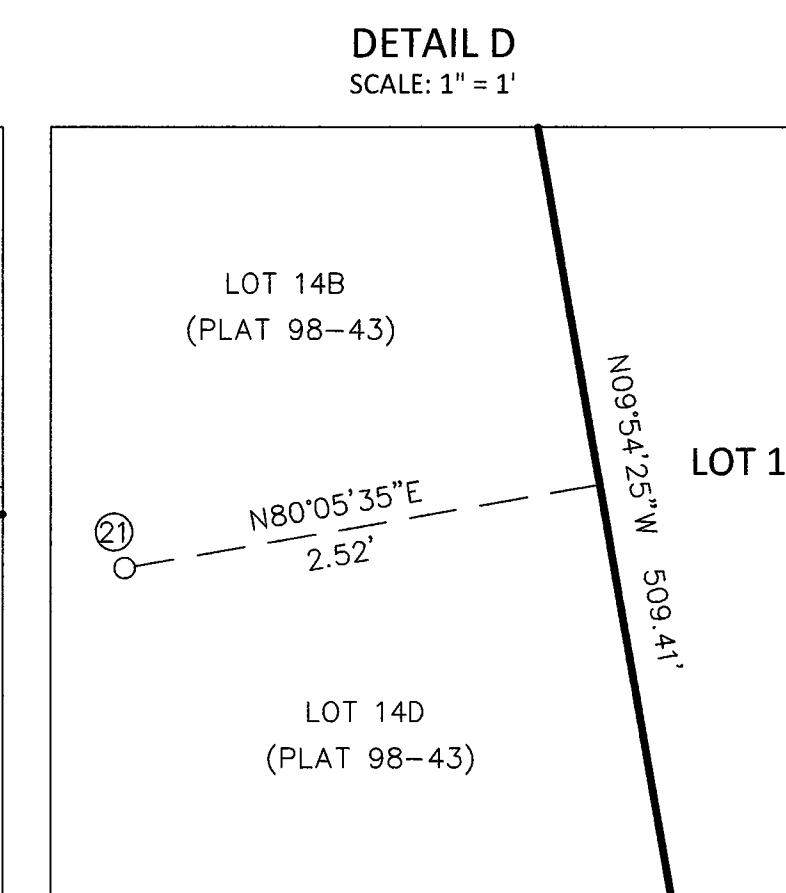 DETAIL D
SCALE: 1" = 1'
LOT 14B
(PLAT 98-43)
N09°54'25"W 509.41'
LOT 1
21
N80°05'35"E
2.52'
LOT 14D
(PLAT 98-43)